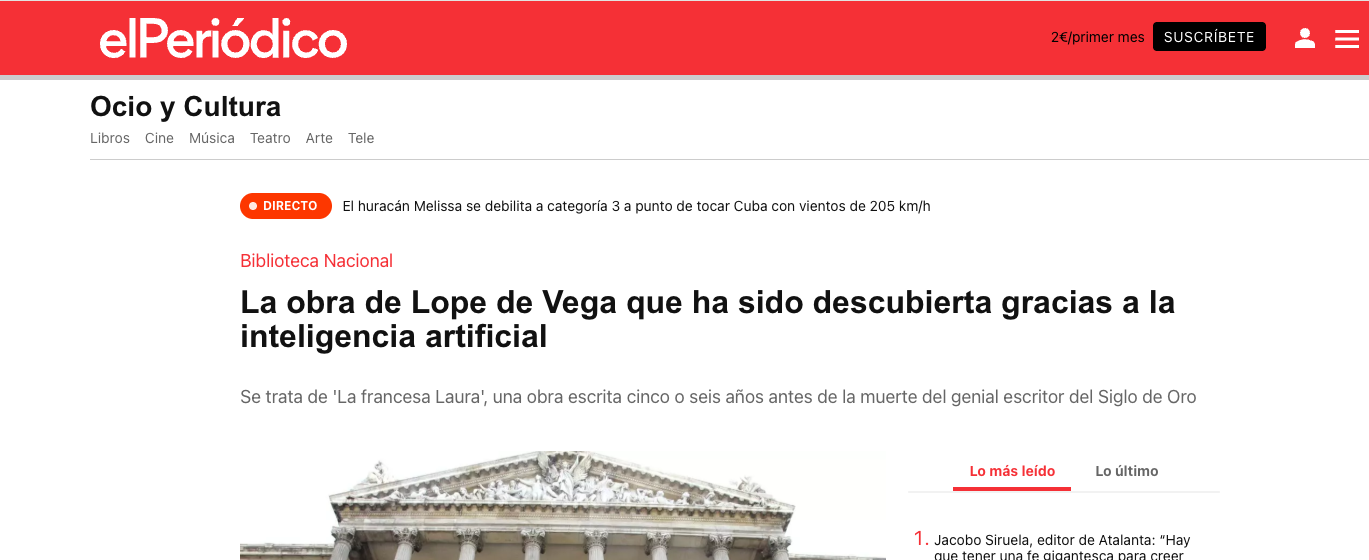 elPeriódico
2€/primer mes SUSCRÍBETE
Ocio y Cultura
Libros Cine Música Teatro Arte Tele
DIRECTO El huracán Melissa se debilita a categoría 3 a punto de tocar Cuba con vientos de 205 km/h
Biblioteca Nacional
La obra de Lope de Vega que ha sido descubierta gracias a la
inteligencia artificial
Se trata de 'La francesa Laura', una obra escrita cinco o seis años antes de la muerte del genial escritor del Siglo de Oro
Lo más leído Lo último
1. Jacobo Siruela, editor de Atalanta: “Hay
que tener una fe gigantesca para creer